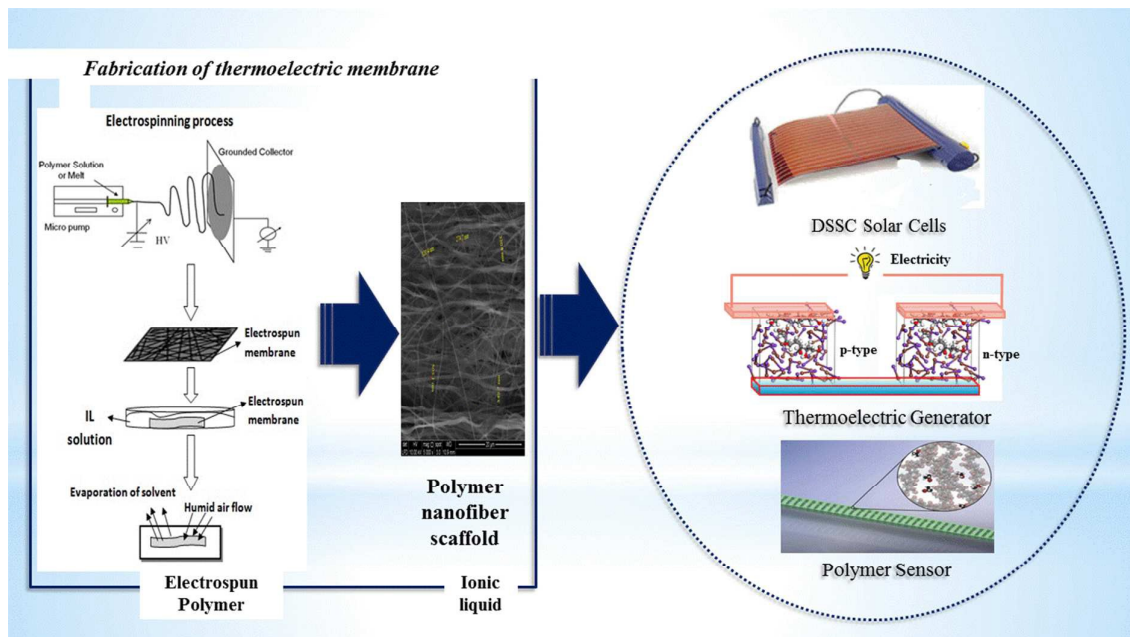 Fabrication of thermoelectric membrane
Electrospinning process
Polymer Solution
or Melt
Grounded Collector
Micro pump
HV
Electrospun
membrane
IL
solution
Electrospun
membrane
Evaporation of solvent
Humid air flow
Electrospun
Polymer
Polymer
nanofiber
scaffold
Ionic
liquid
DSSC Solar Cells
Electricity
p-type
n-type
Thermoelectric Generator
Polymer Sensor